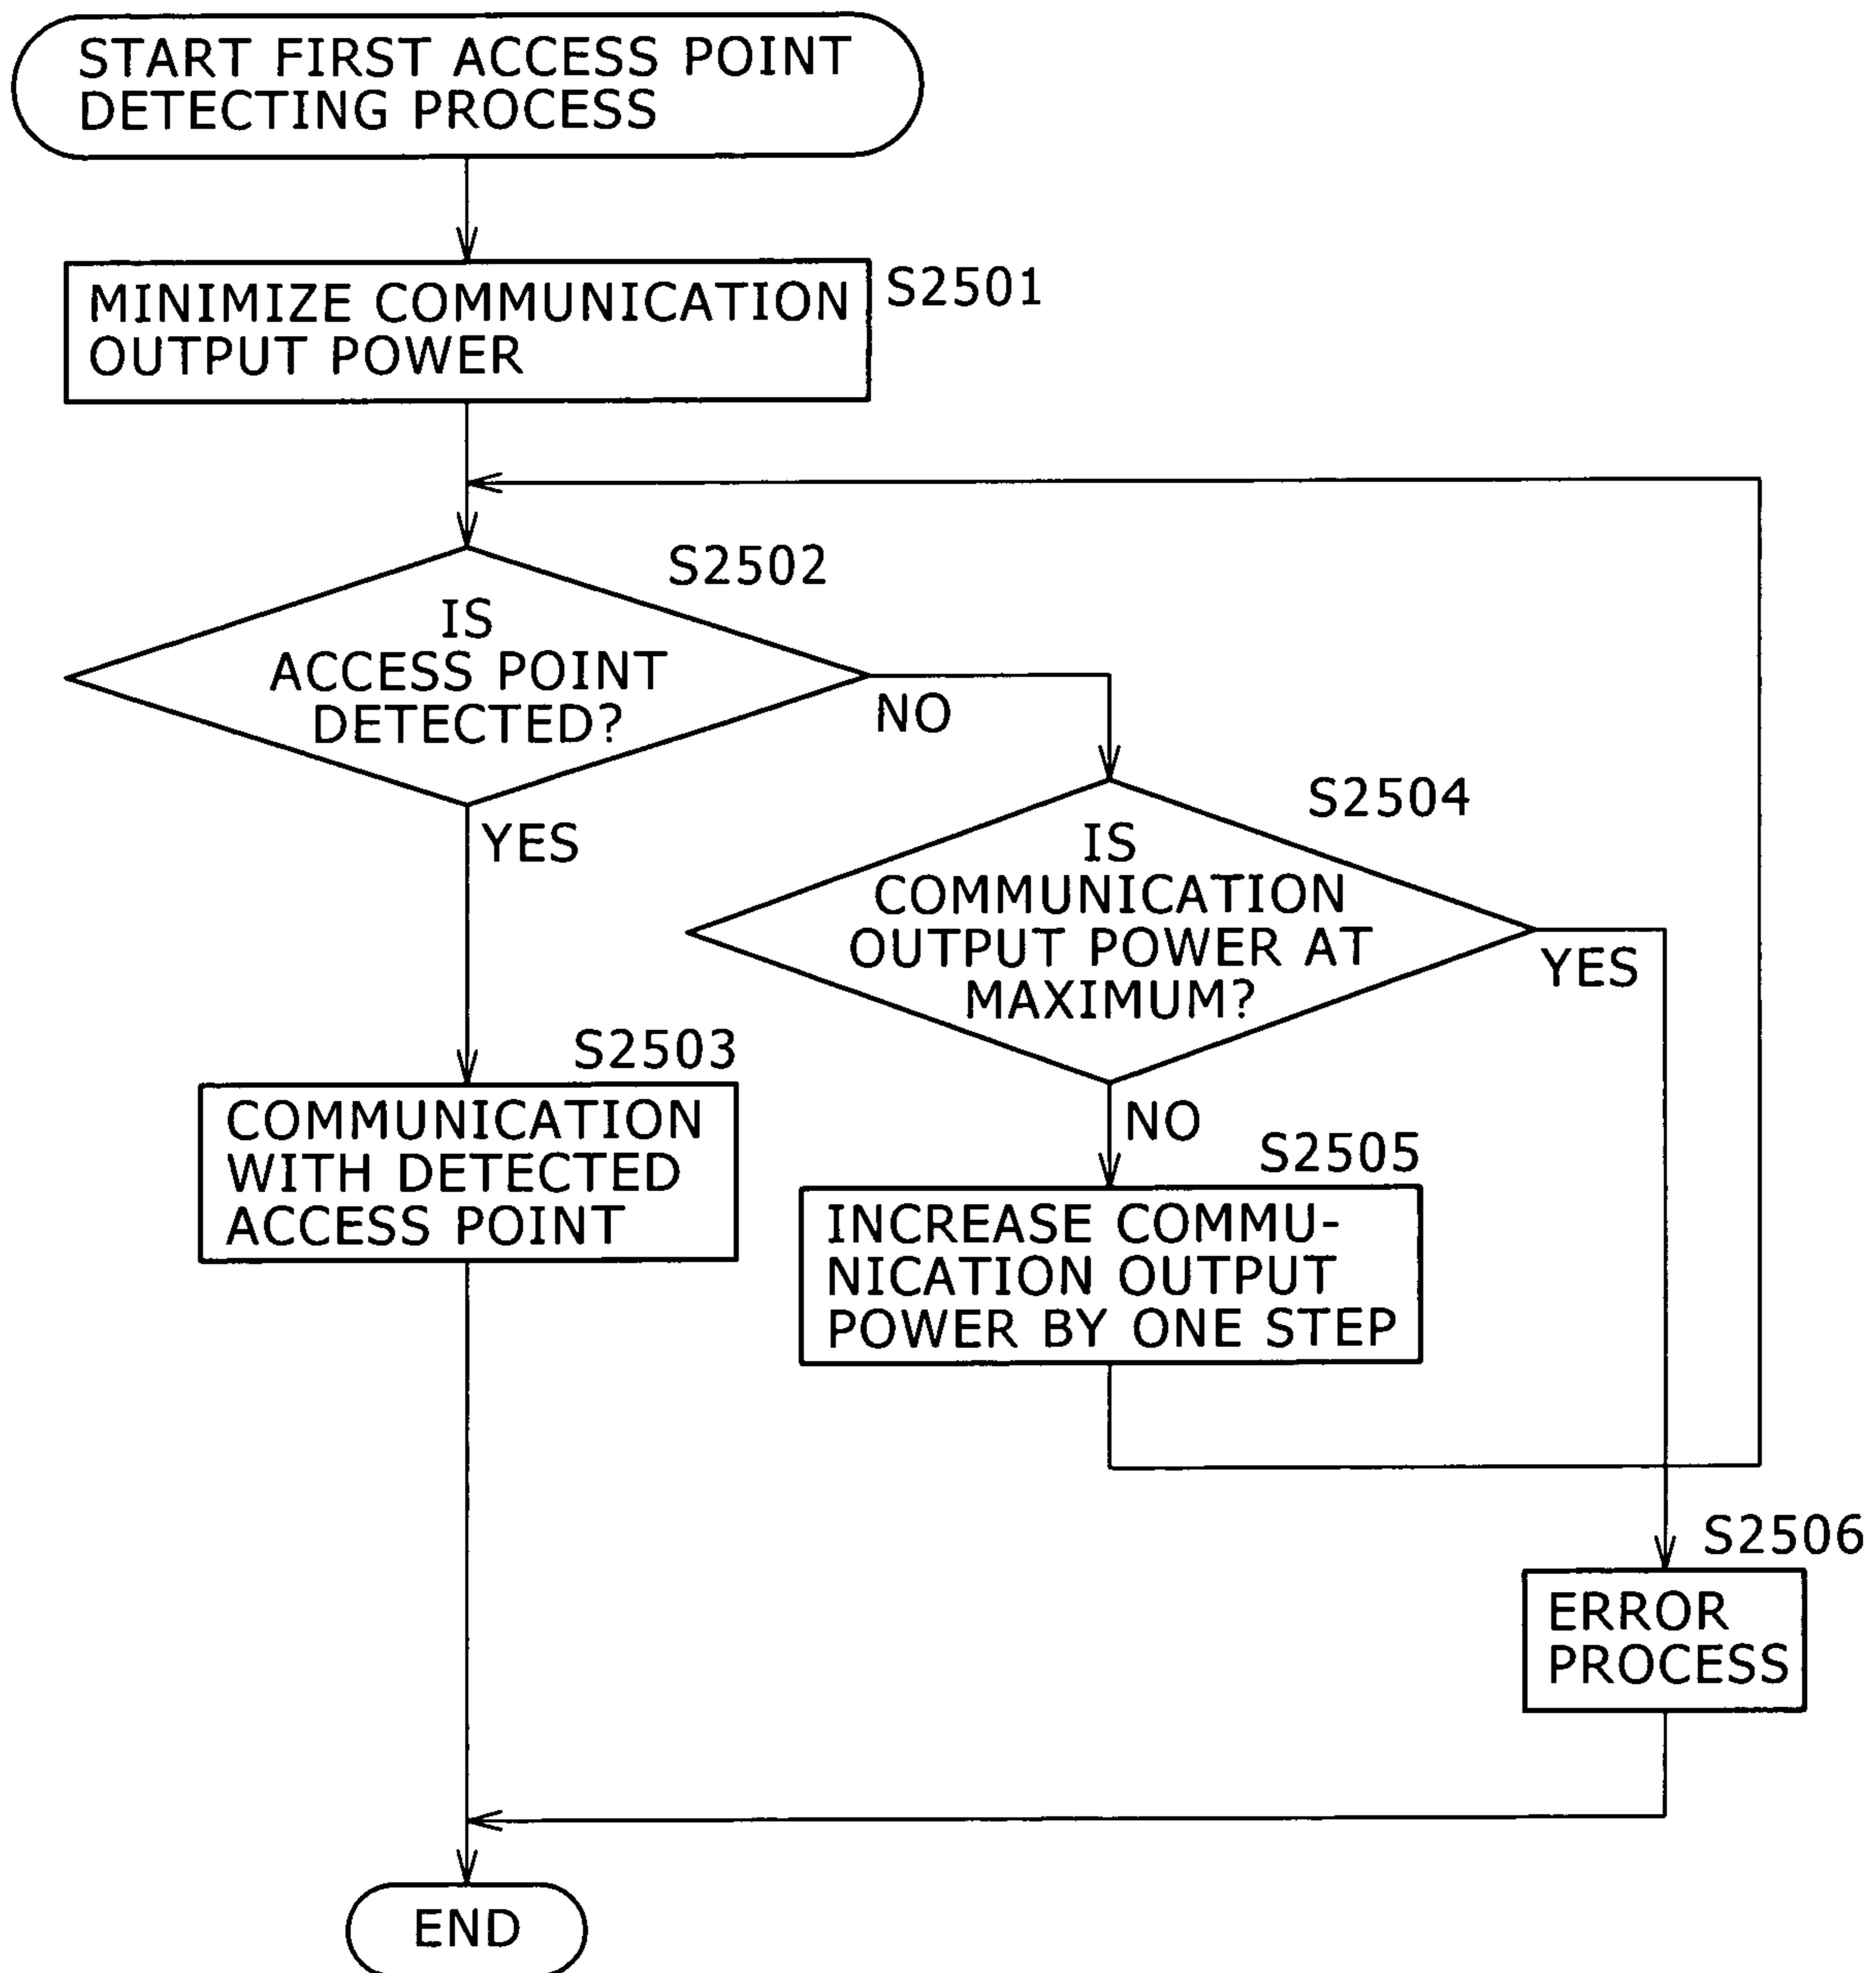 START FIRST ACCESS POINT
DETECTING PROCESS
MINIMIZE COMMUNICATION
OUTPUT POWER
S2501
S2502
IS
ACCESS POINT
DETECTED?
NO
YES
S2504
IS
COMMUNICATION
OUTPUT POWER AT
MAXIMUM?
YES
NO
S2503
COMMUNICATION
WITH DETECTED
ACCESS POINT
S2505
INCREASE COMMU-
NICATION OUTPUT
POWER BY ONE STEP
S2506
ERROR
PROCESS
END